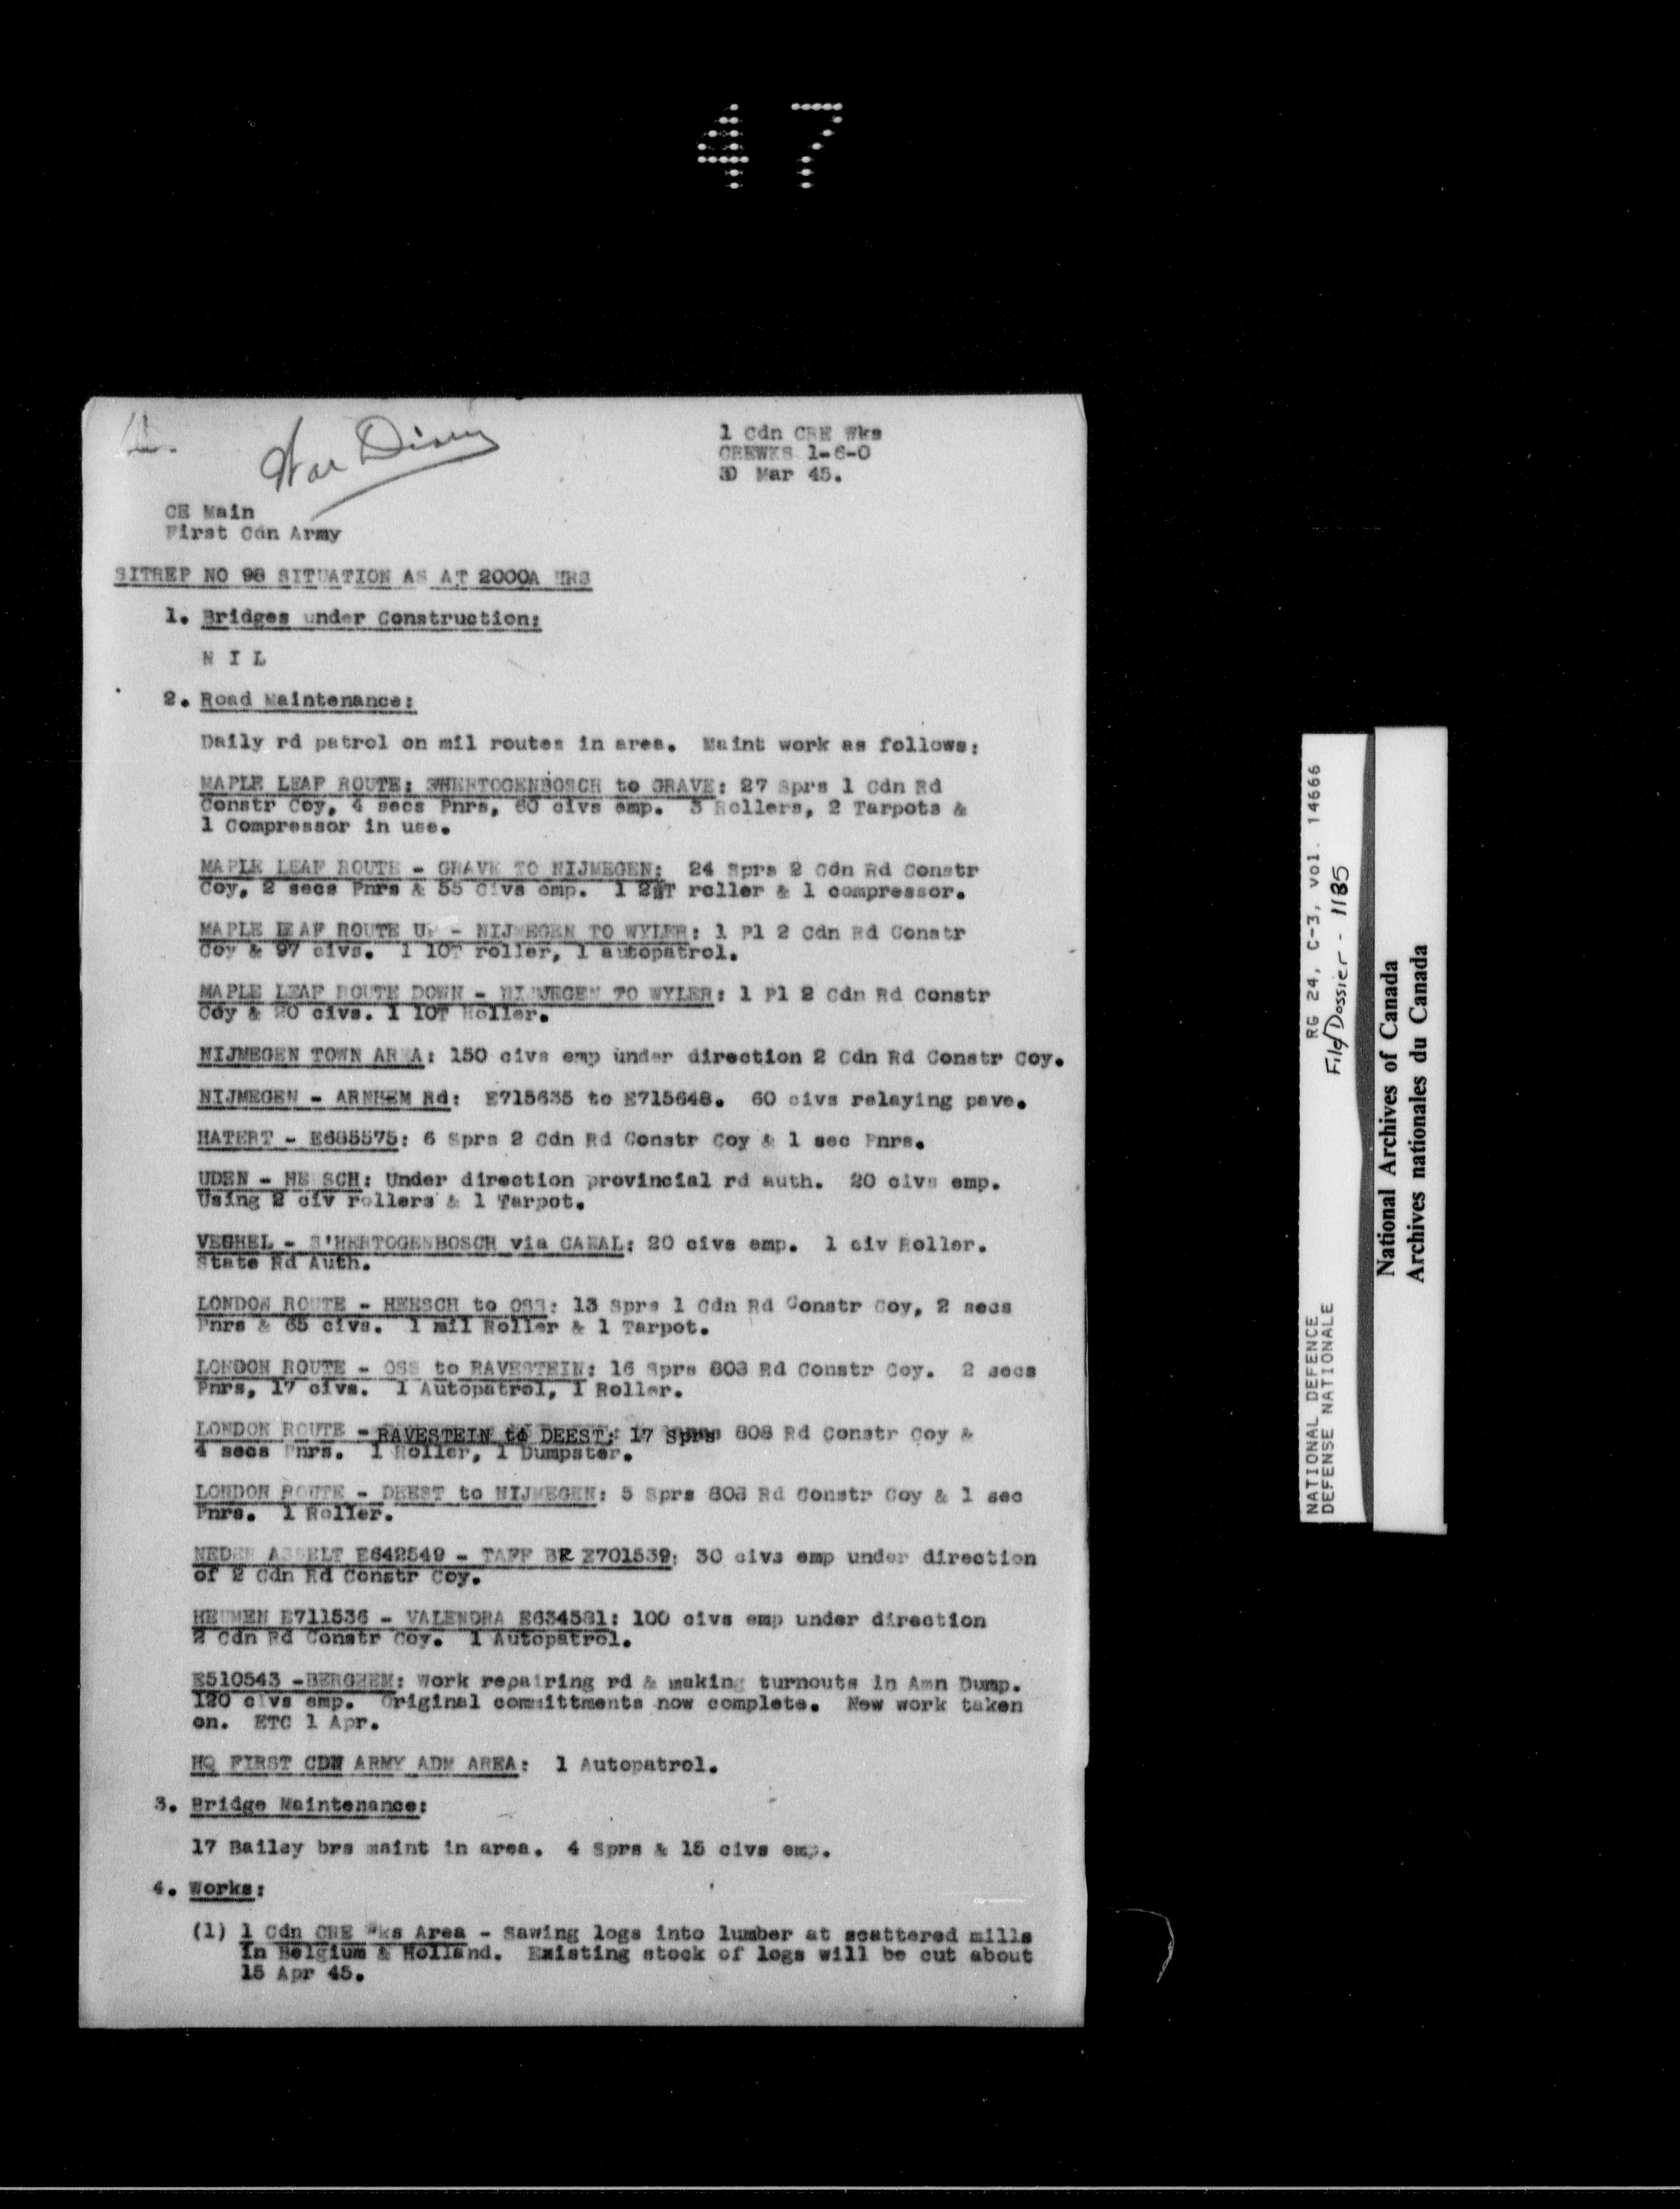 47
War Diary
1 Cdn CRE Wks
CREWKS 1-6-0
30 Mar 45.
CE Main
First Cdn Army
SITREP NO 98 SITUATION AS AT 2000A HRS
1. Bridges under Construction:
N I L
2. Road Maintenance:
Daily rd patrol on mil routes in area. Maint work as follows:
MAPLE LEAF ROUTE: S'HERTOGENBOSCH to GRAVE: 27 Sprs 1 Cdn Rd
Constr Coy, 4 secs Pnrs, 60 civs emp. 3 Rollers, 2 Tarpots &
1 Compressor in use.
MAPLE LEAF ROUTE - GRAVE TO NIJMEGEN: 24 Sprs 2 Cdn Rd Constr
Coy, 2 secs Pnrs & 55 civs emp. 1 roller & 1 compressor.
MAPLE LEAF ROUTE UP - NIJMEGEN TO WYLER: 1 Pl 2 Cdn Rd Constr
Coy & 97 civs. 1 10T roller, 1 autopatrol.
MAPLE LEAF ROUTE DOWN - NIJMEGEN TO WYLER: 1 Pl 2 Cdn Rd Constr
Coy & 20 civs. 1 10T Roller.
NIJMEGEN TOWN AREA: 150 civs emp under direction 2 Cdn Rd Constr Coy.
NIJMEGEN - ARNHEM Rd: E715635 to E715648. 60 civs relaying pave.
HATERT - E685575: 6 Sprs 2 Cdn Rd Constr Coy & 1 sec Pnrs.
UDEN - HEESCH: Under direction provincial rd auth. 20 civs emp.
Using 2 civ rollers & 1 Tarpot.
VEGHEL - S'HERTOGENBOSCH via CANAL: 20 civs emp. 1 civ Roller.
State Rd Auth.
LONDON ROUTE - HEESCH to OSS: 13 Sprs 1 Cdn Rd Constr Coy, 2 secs
Pnrs & 65 civs. 1 mil Roller & 1 Tarpot.
LONDON ROUTE - OSS to RAVESTEIN: 16 Sprs 803 Rd Constr Coy. 2 secs
Pnrs, 17 civs. 1 Autopatrol, 1 Roller.
LONDON ROUTE - RAVESTEIN to DEEST: 17 Sprs 808 Rd Constr Coy &
4 secs Pnrs. 1 Roller, 1 Dumpster.
LONDON ROUTE - DEEST to NIJMEGEN: 5 Sprs 803 Rd Constr Coy & 1 sec
Pnrs. 1 Roller.
NEDER ASSELT E642549 - TAFF BR E701539: 30 civs emp under direction
of 2 Cdn Rd Constr Coy.
HEUMEN E711536 - VALENDRA E634581: 100 civs emp under direction
2 Cdn Rd Constr Coy. 1 Autopatrol.
E510543 -BERGHEM: Work repairing rd & making turnouts in Amn Dump.
120 civs emp. Original committments now complete. New work taken
on. ETC 1 Apr.
HQ FIRST CDN ARMY ADM AREA: 1 Autopatrol.
3. Bridge Maintenance:
17 Bailey brs maint in area. 4 Sprs & 15 civs emp.
4. Works:
(1) 1 Cdn CRE Wks Area - Sawing logs into lumber at scattered mills
in Belgium & Holland. Existing stock of logs will be cut about
15 Apr 45.
NATIONAL DEFENCE RG 24, C-3, vol. 14666
DEFENSE NATIONALE File/Dossier - 1185
National Archives of Canada
Archives nationales du Canada